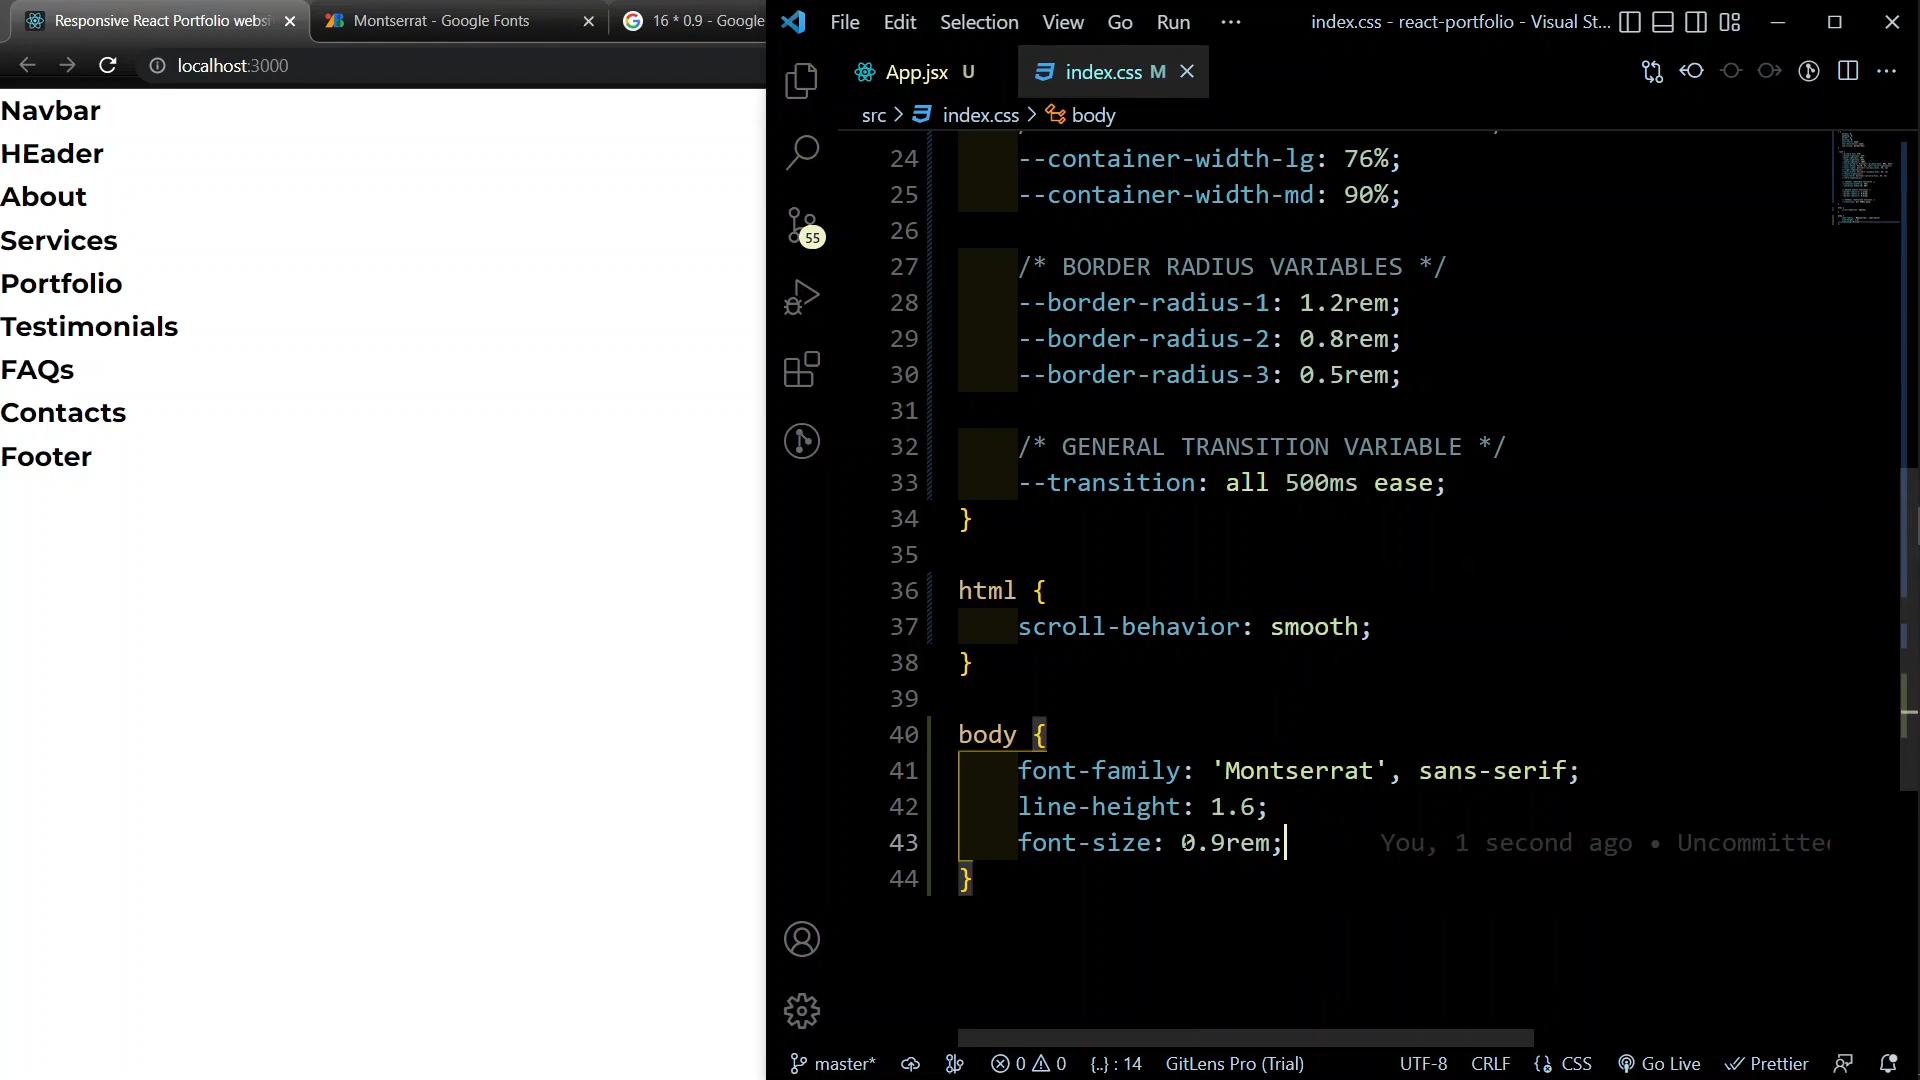 Responsive React Portfolio websi
Montserrat - Google Fonts
16 * 0.9 - Google
localhost:3000
Navbar
HEader
About
Services
Portfolio
Testimonials
FAQs
Contacts
Footer
File Edit Selection View Go Run ···
index.css - react-portfolio - Visual St...
App.jsx U
index.css M
src > index.css > body
55
24 --container-width-lg: 76%;
25 --container-width-md: 90%;
26
27 /* BORDER RADIUS VARIABLES */
28 --border-radius-1: 1.2rem;
29 --border-radius-2: 0.8rem;
30 --border-radius-3: 0.5rem;
31
32 /* GENERAL TRANSITION VARIABLE */
33 --transition: all 500ms ease;
34 }
35
36 html {
37 scroll-behavior: smooth;
38 }
39
40 body {
41 font-family: 'Montserrat', sans-serif;
42 line-height: 1.6;
43 font-size: 0.9rem; You, 1 second ago • Uncommitted
44 }
master* 0 0 {..} : 14 GitLens Pro (Trial) UTF-8 CRLF CSS Go Live Prettier